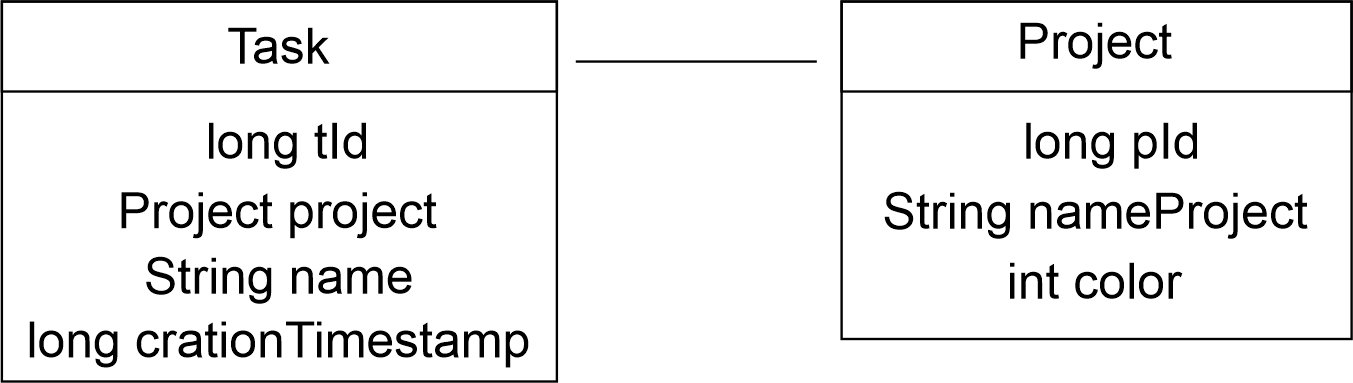 Task
long tId
Project project
String name
long crationTimestamp
Project
long pId
String nameProject
int color